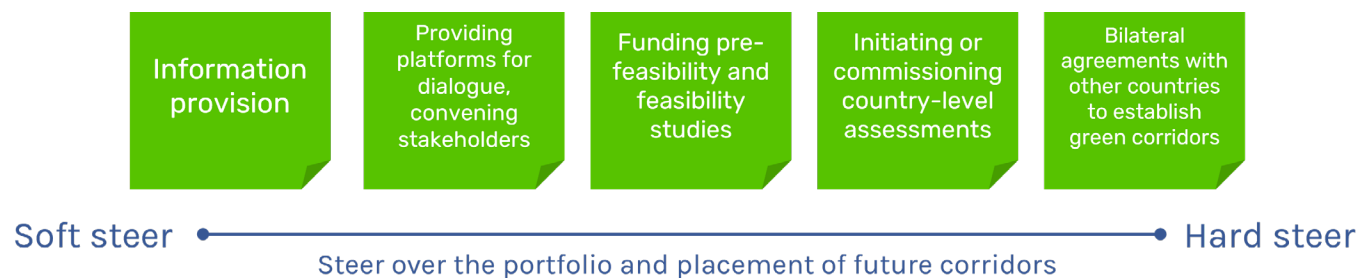 Information
provision
Providing
platforms for
dialogue,
convening
stakeholders
Funding pre-
feasibility and
feasibility
studies
Initiating or
commissioning
country-level
assessments
Bilateral
agreements with
other countries
to establish
green corridors
Soft steer
Hard steer
Steer over the portfolio and placement of future corridors